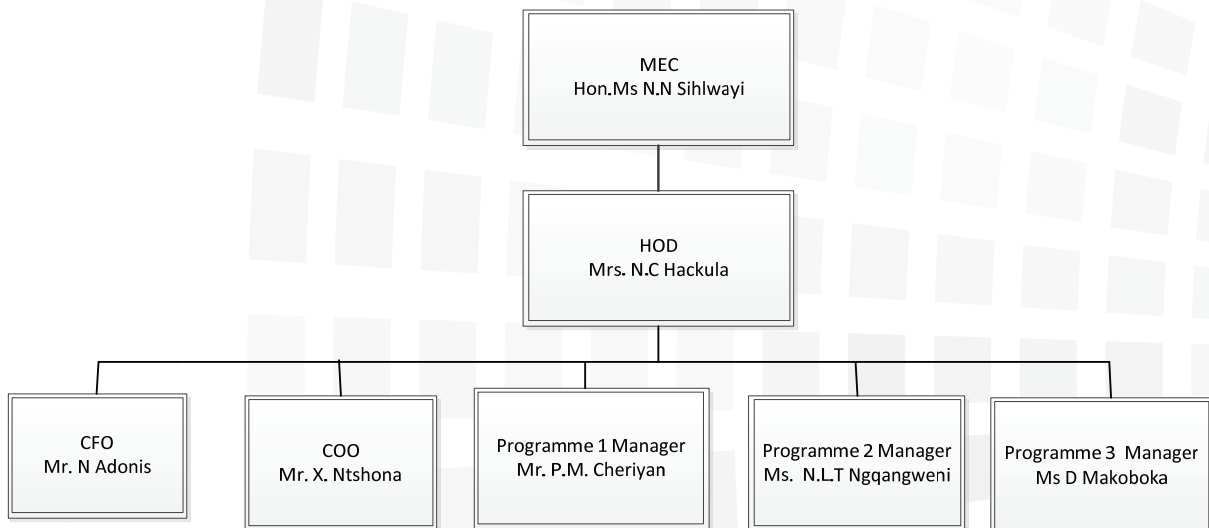 MEC
Hon.Ms N.N Sihlwayi
HOD
Mrs. N.C Hackula
CFO
Mr. N Adonis
COO
Mr. X. Ntshona
Programme 1 Manager
Mr. P.M. Cheriyan
Programme 2 Manager
Ms.  N.L.T Ngqangweni
Programme 3  Manager
Ms D Makoboka